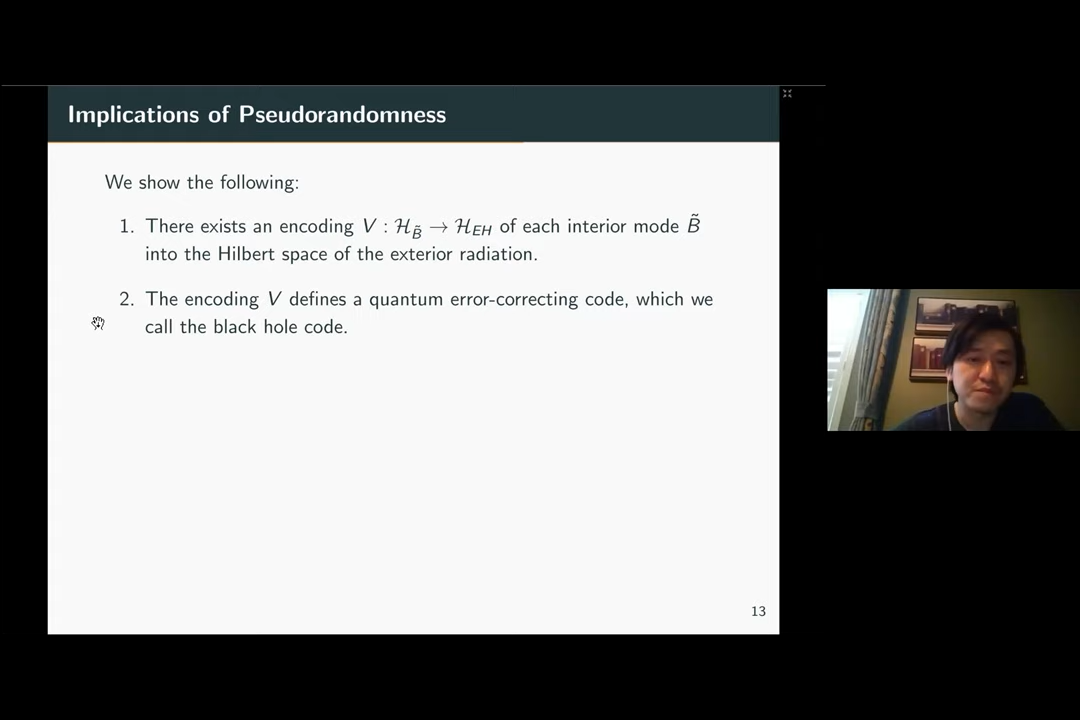 Implications of Pseudorandomness
We show the following:
1. There exists an encoding V : ℋ_B̃ → ℋ_EH of each interior mode B̃
into the Hilbert space of the exterior radiation.
2. The encoding V defines a quantum error-correcting code, which we
call the black hole code.
13